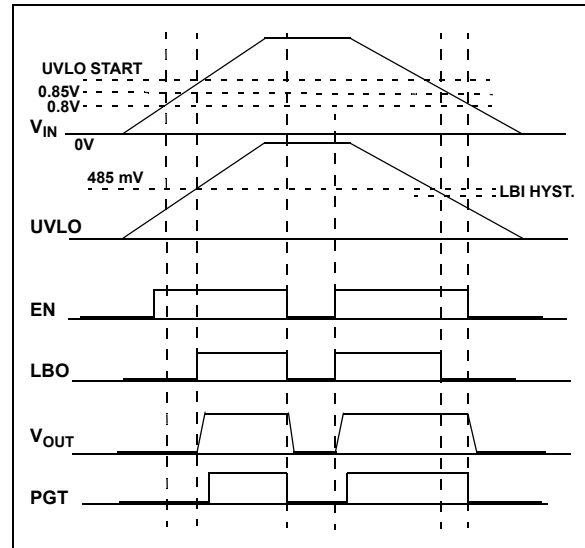 UVLO START
0.85V
0.8V
VIN
0V
485 mV
LBI HYST.
UVLO
EN
LBO
VOUT
PGT